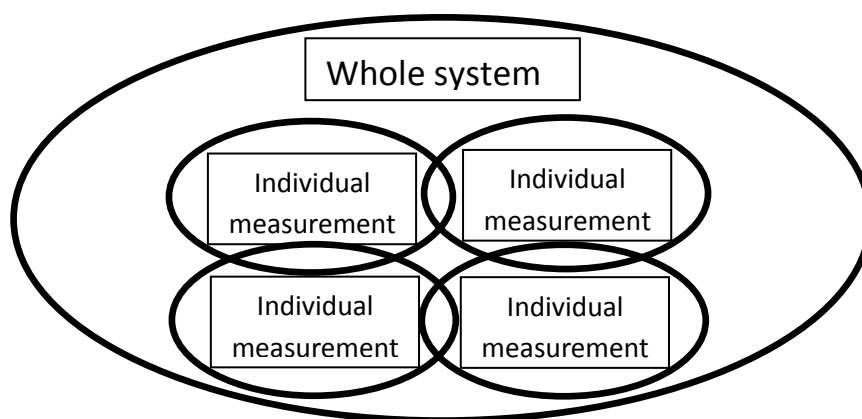 Whole system
Individual
measurement
Individual
measurement
Individual
measurement
Individual
measurement